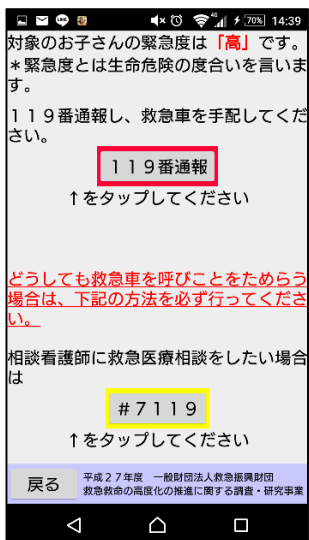 70% 14:39
対象のお子さんの緊急度は「高」です。
＊緊急度とは生命危険の度合いを言いま
す。
１１９番通報し、救急車を手配してくだ
さい。
１１９番通報
↑をタップしてください
どうしても救急車を呼びことをためらう
場合は、下記の方法を必ず行ってくださ
い。
相談看護師に救急医療相談をしたい場合
は
＃７１１９
↑をタップしてください
戻る
平成２７年度　一般財団法人救急振興財団
救急救命の高度化の推進に関する調査・研究事業